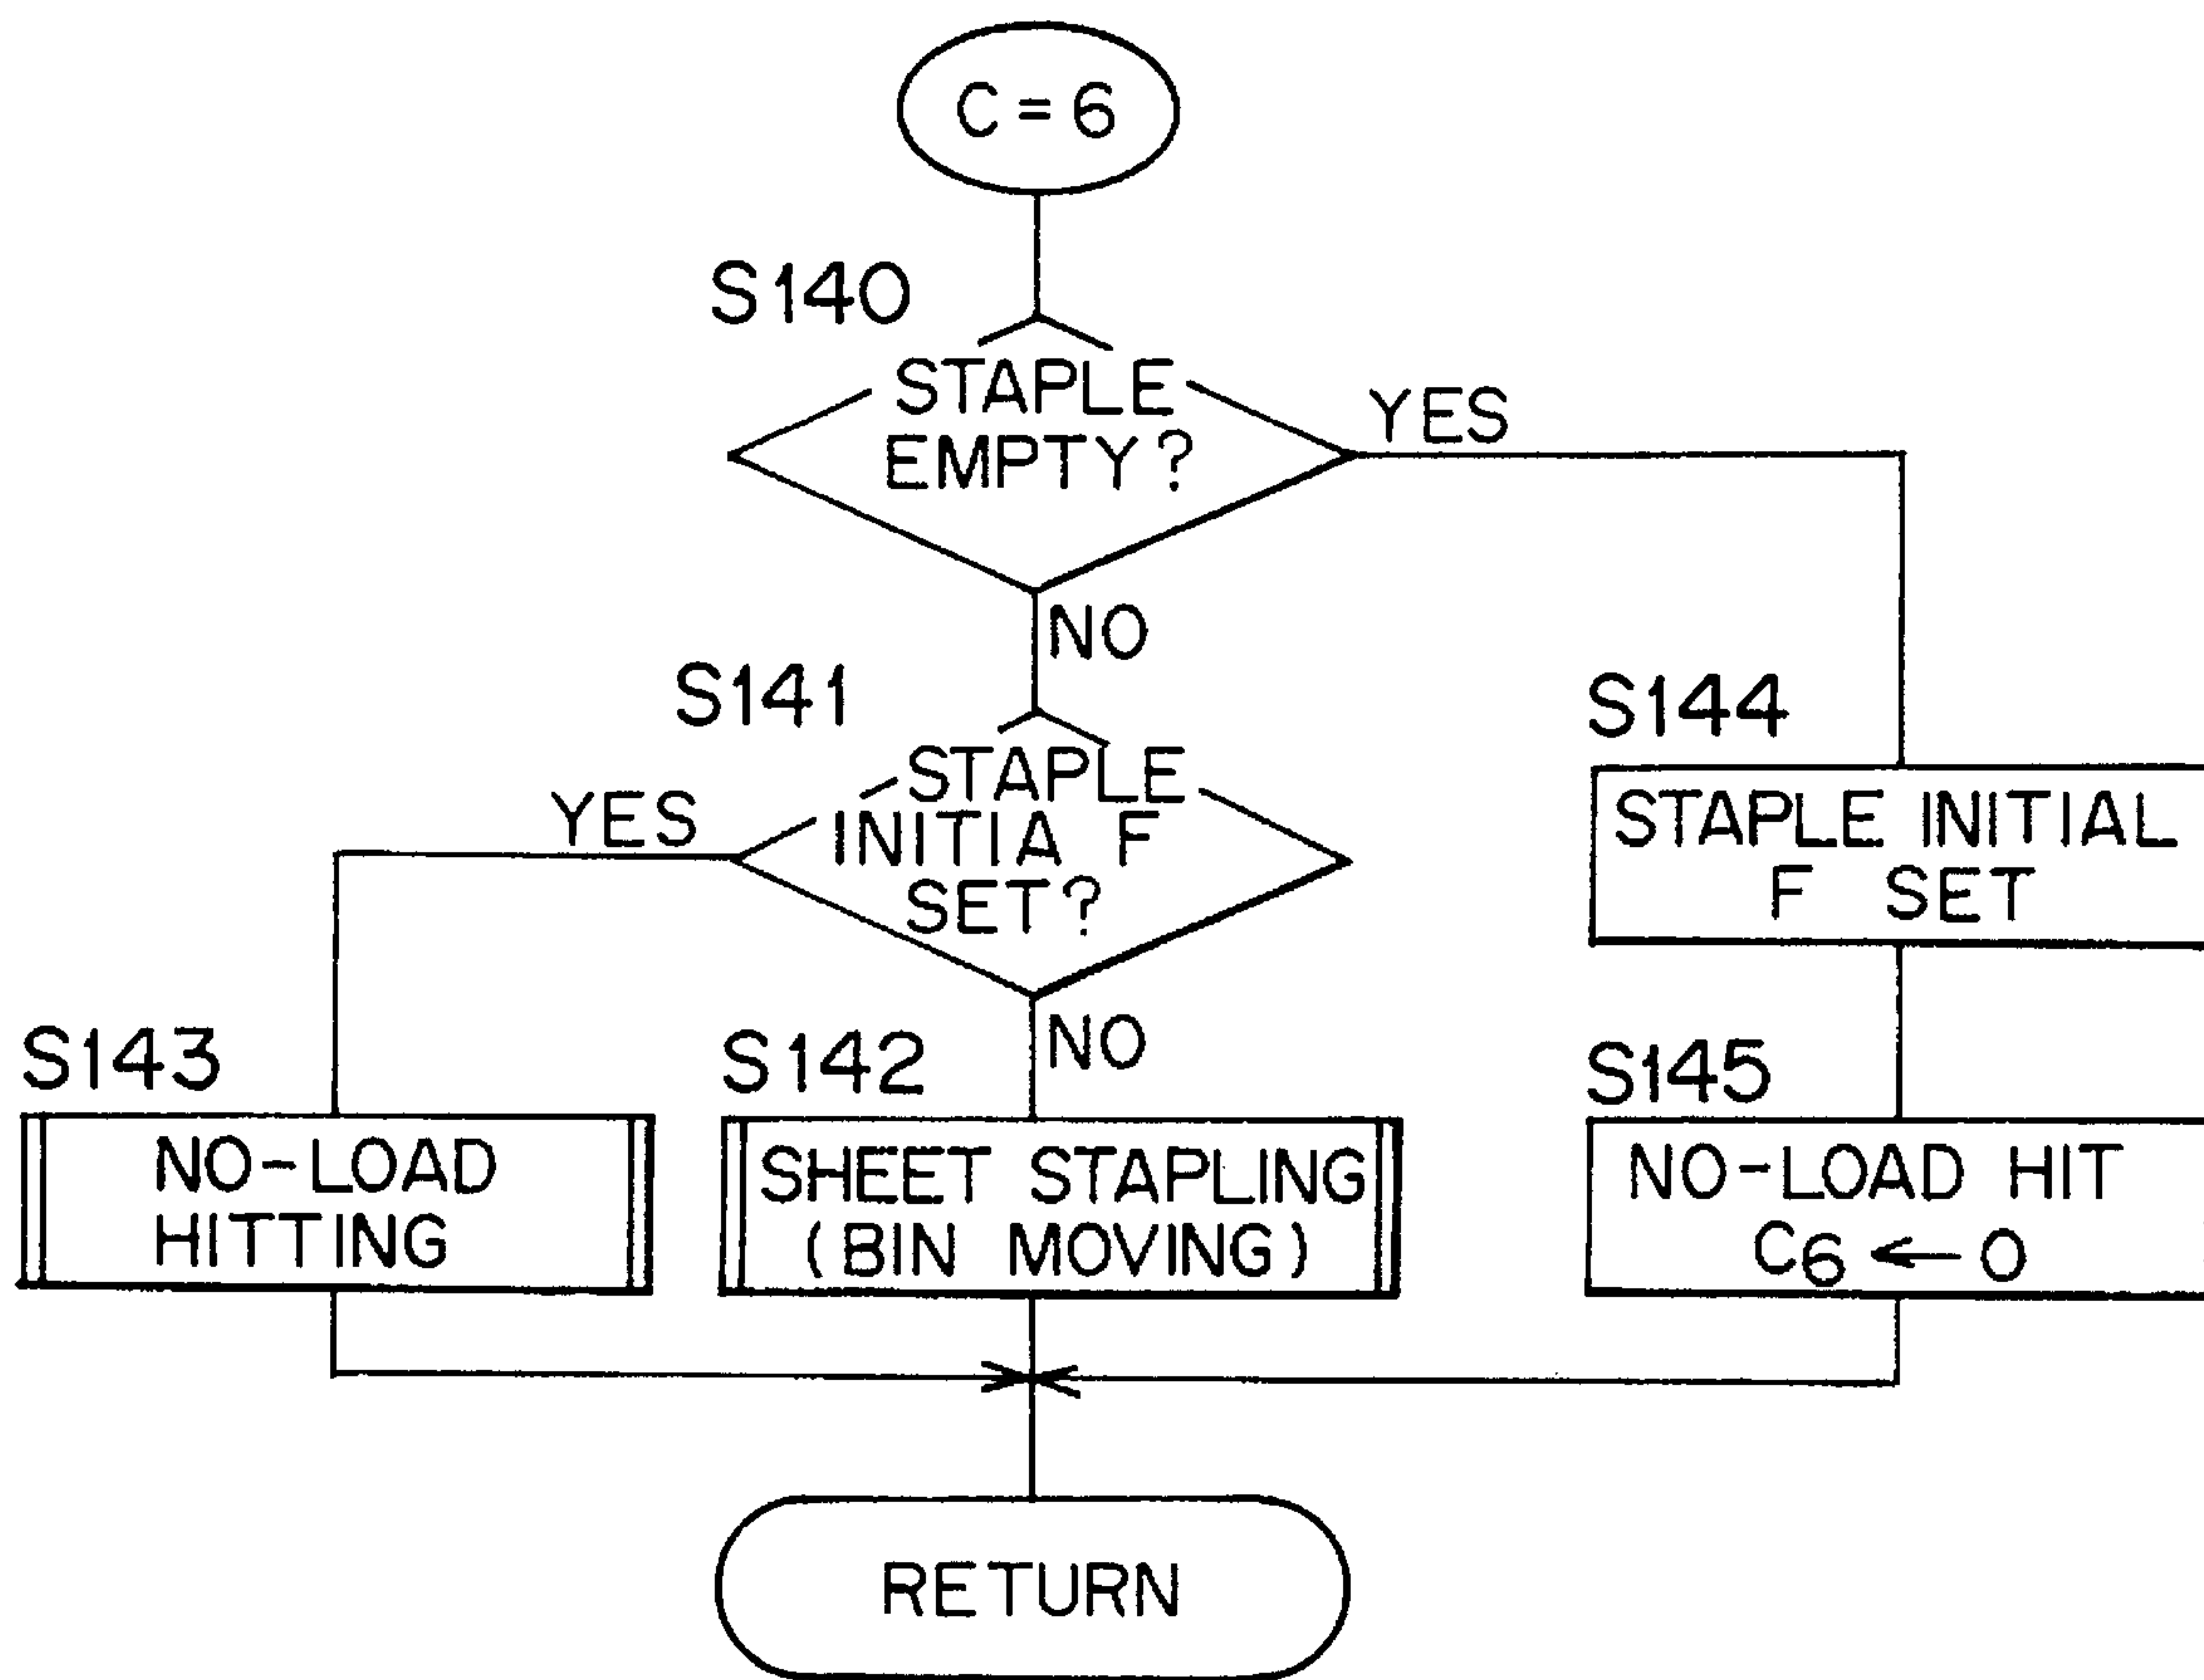 C = 6
S140
STAPLE
EMPTY?
YES
NO
S141
STAPLE
INITIA F
SET?
YES
NO
S144
STAPLE INITIAL
F SET
S143
NO-LOAD
HITTING
S142
SHEET STAPLING
(BIN MOVING)
S145
NO-LOAD HIT
C6 ← 0
RETURN